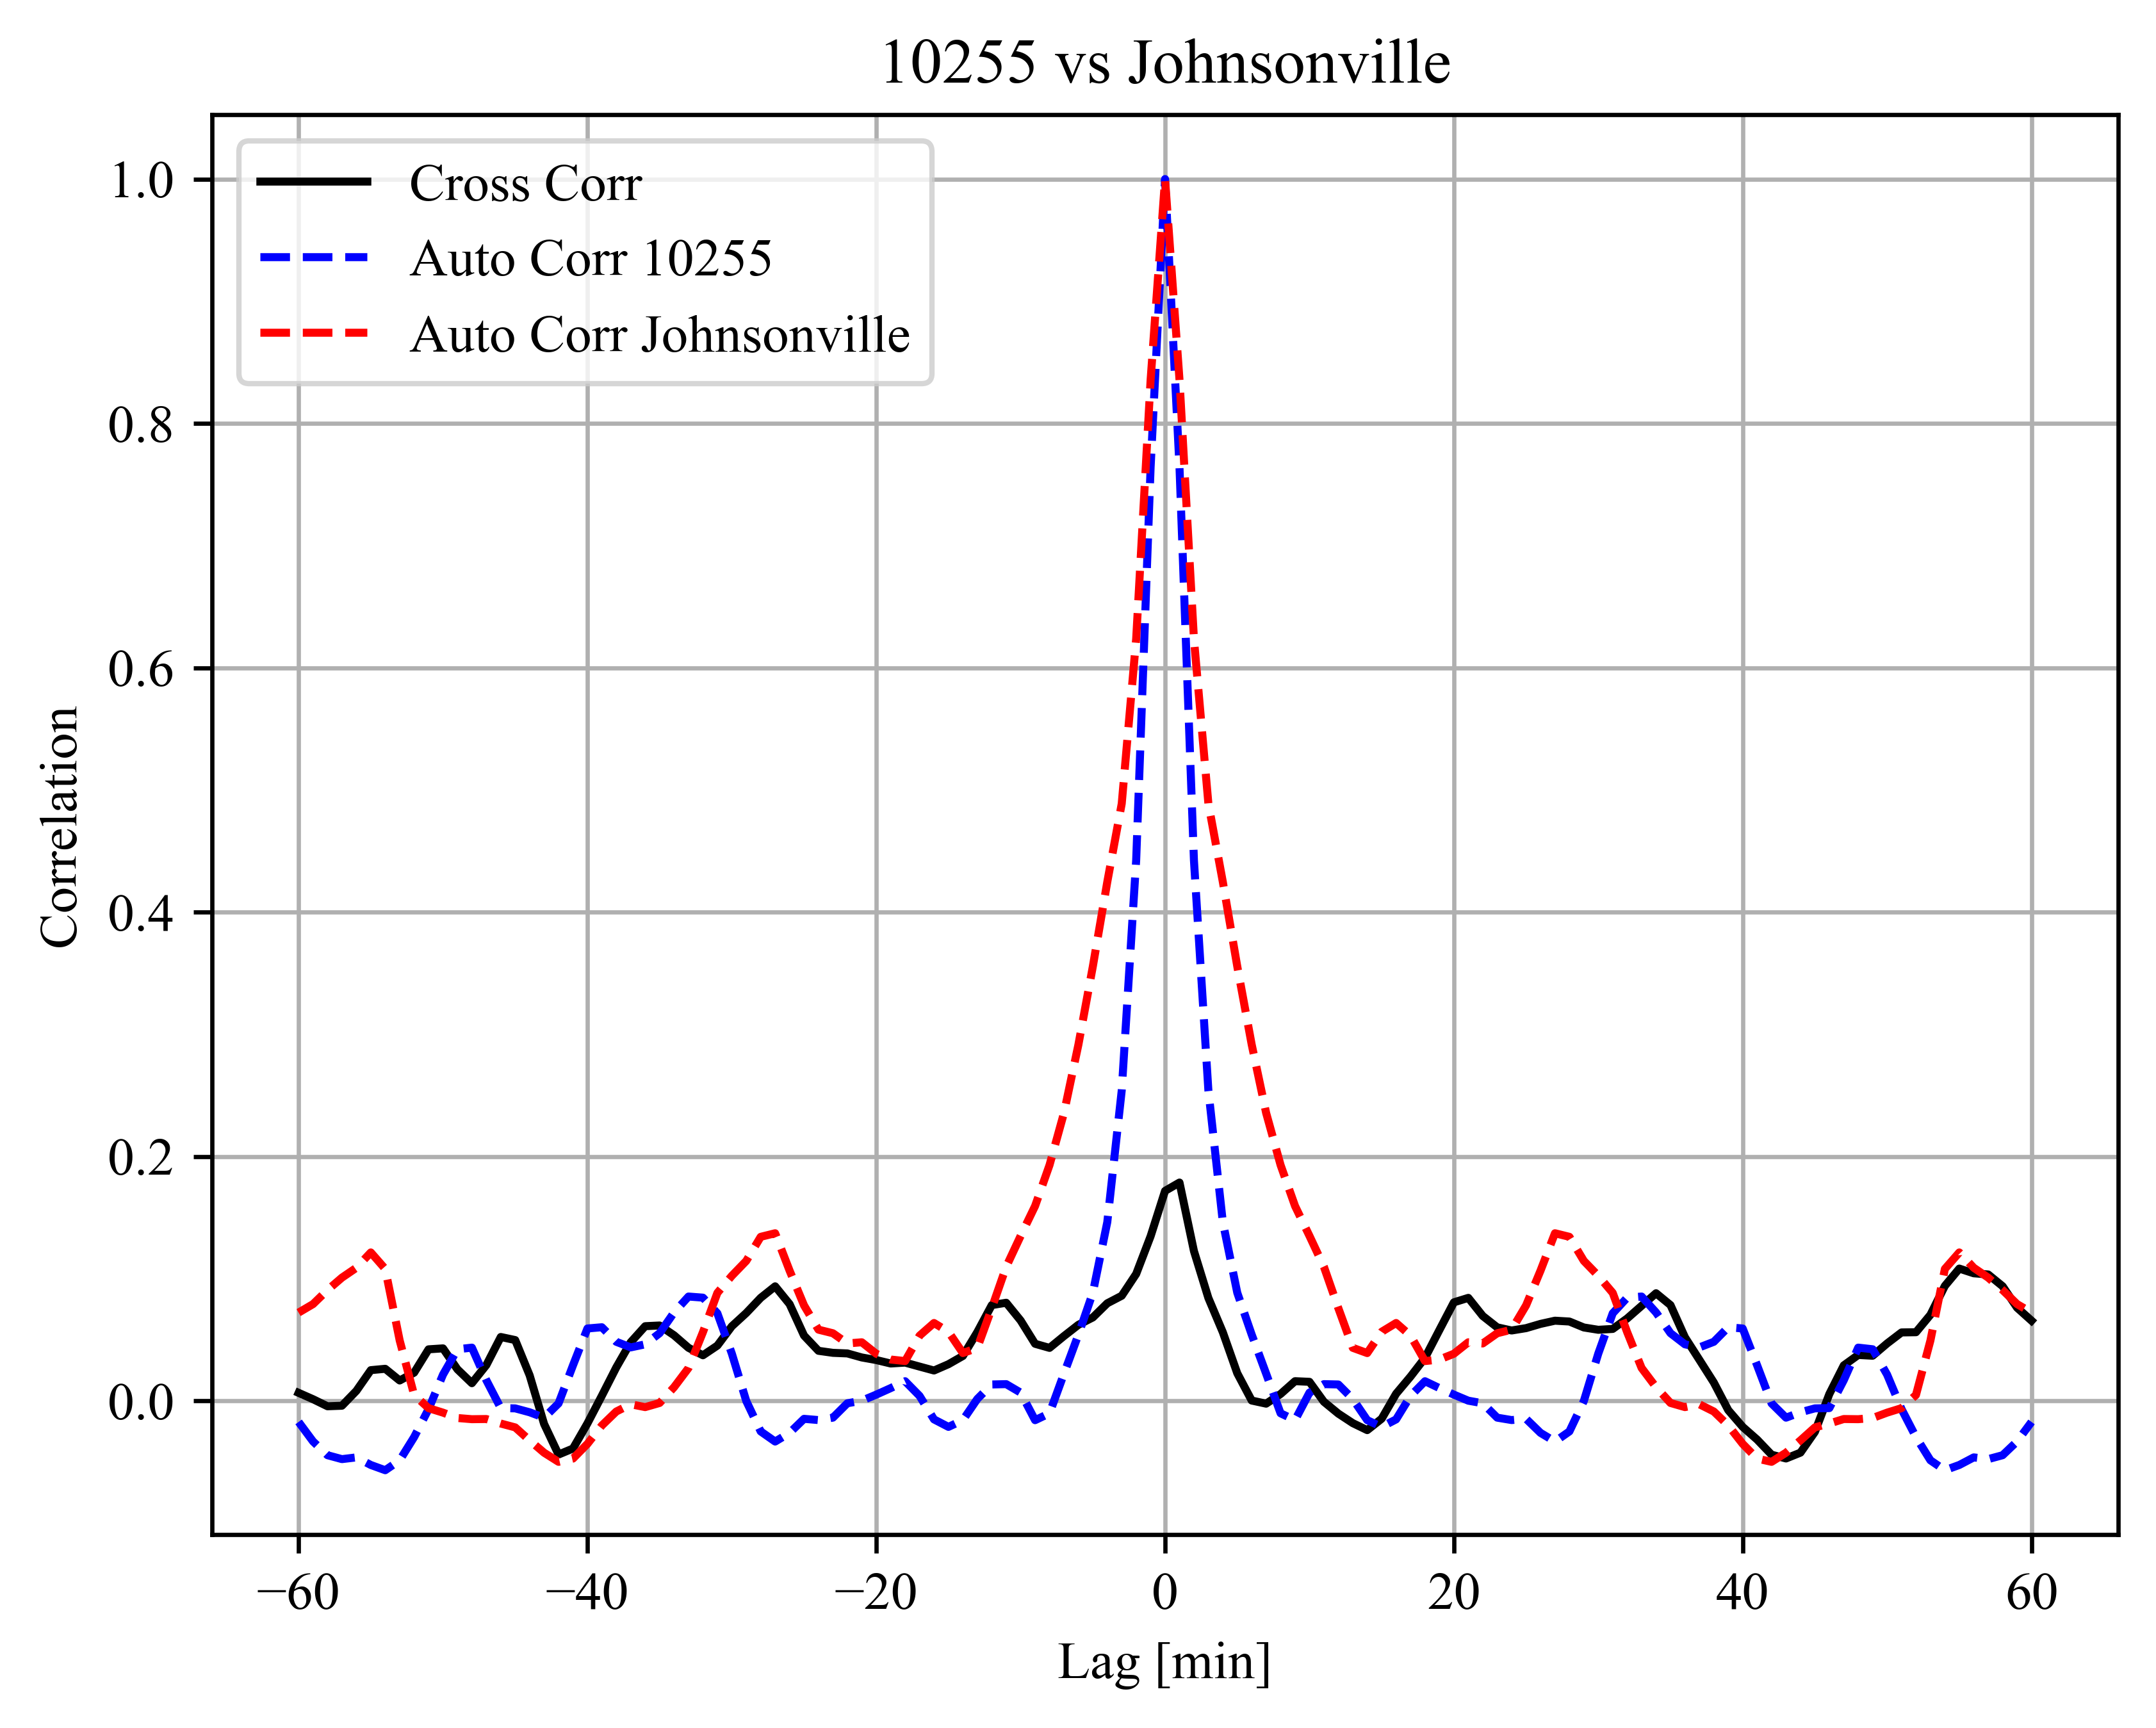 10255 vs Johnsonville
Cross Corr
Auto Corr 10255
Auto Corr Johnsonville
1.0
0.8
0.6
0.4
0.2
0.0
Correlation
−60 −40 −20 0 20 40 60
Lag [min]